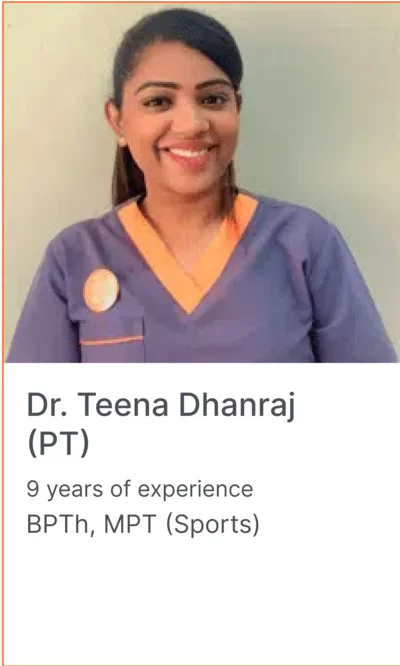 Dr. Teena Dhanraj
(PT)
9 years of experience
BPTh, MPT (Sports)